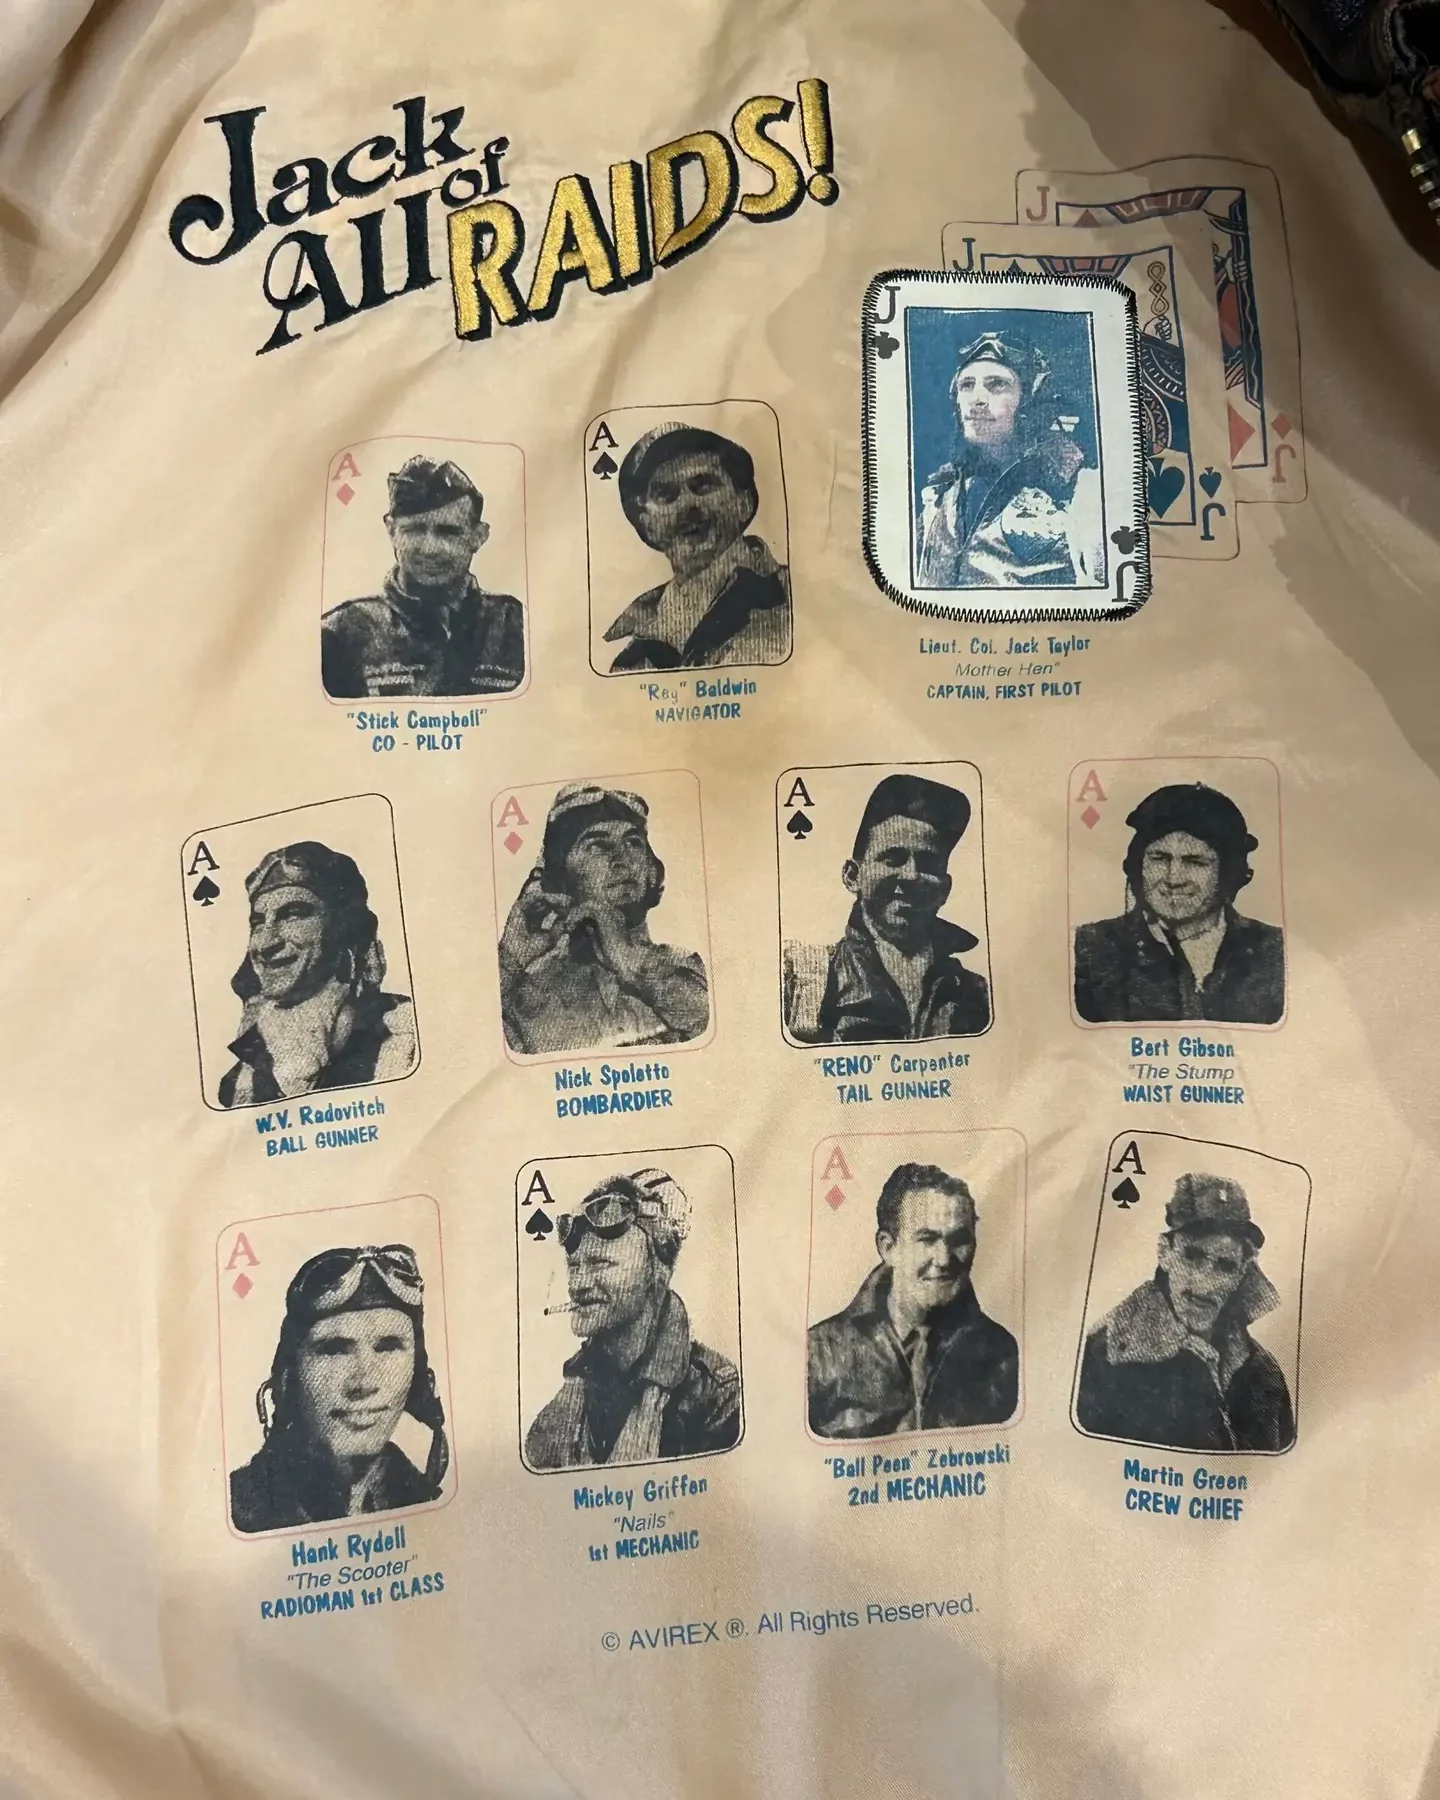 Jack of
All RAIDS!
J
J
J
J
J
J
A
"Stick Campbell"
CO - PILOT
A
"Ray" Baldwin
NAVIGATOR
Lieut. Col. Jack Taylor
Mother Hen"
CAPTAIN, FIRST PILOT
A
W.V. Radovitch
BALL GUNNER
A
Nick Spoletto
BOMBARDIER
A
"RENO" Carpenter
TAIL GUNNER
A
Bert Gibson
"The Stump
WAIST GUNNER
A
Hank Rydell
"The Scooter"
RADIOMAN 1st CLASS
A
Mickey Griffen
"Nails"
1st MECHANIC
A
"Ball Peen" Zebrowski
2nd MECHANIC
A
Martin Green
CREW CHIEF
© AVIREX ®. All Rights Reserved.